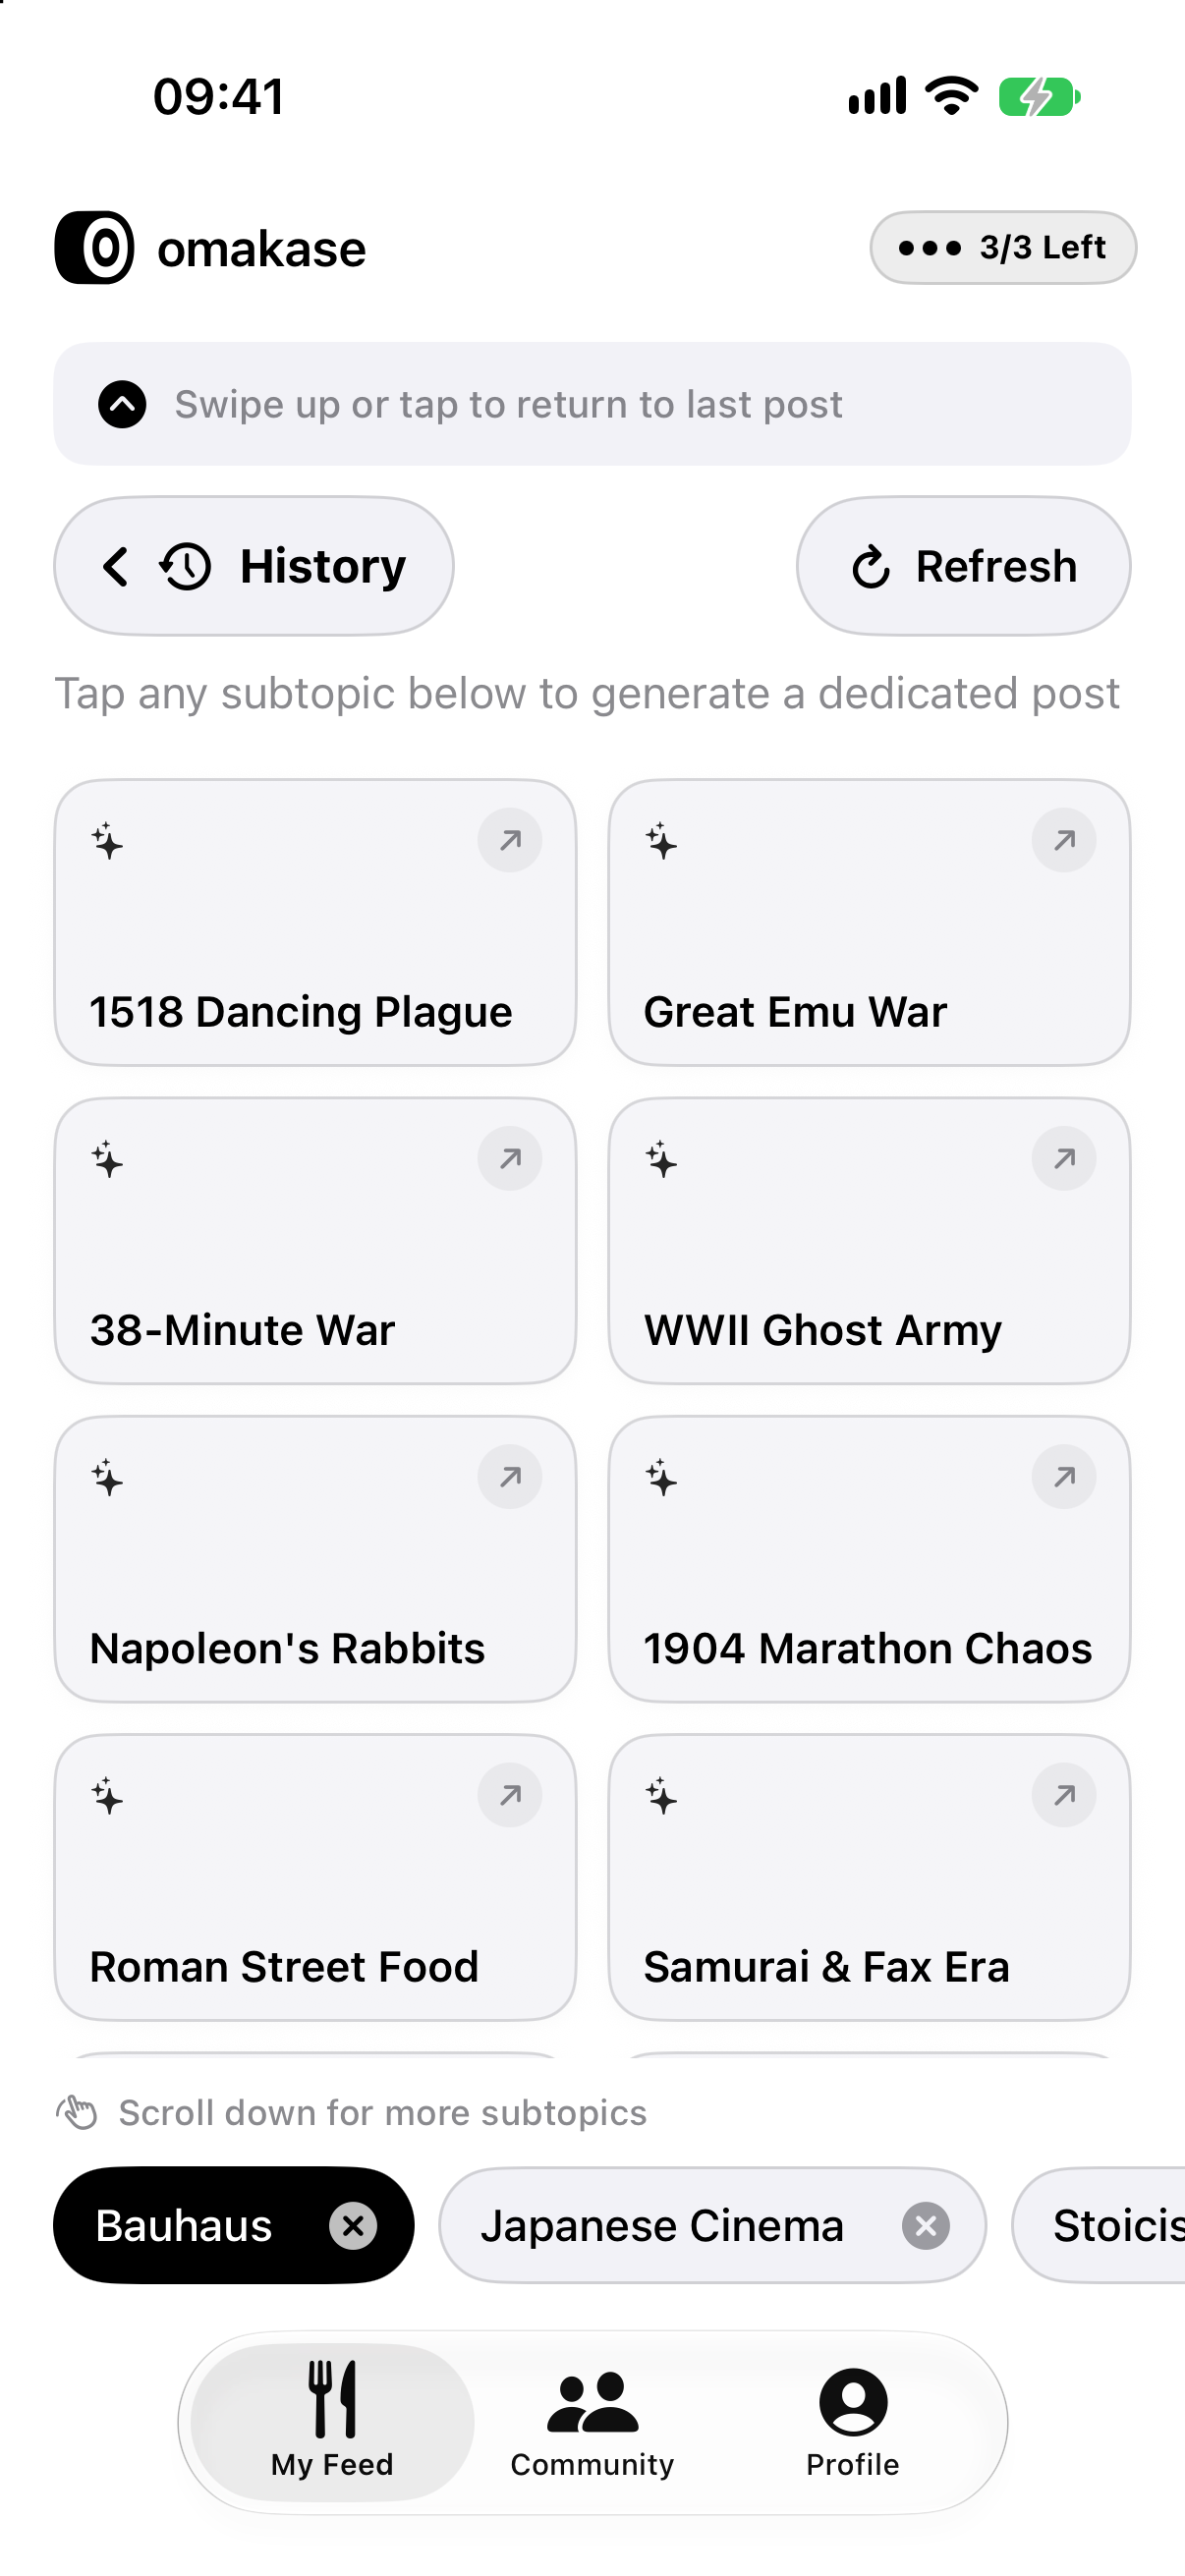 09:41
omakase
3/3 Left
Swipe up or tap to return to last post
History
Refresh
Tap any subtopic below to generate a dedicated post
1518 Dancing Plague
Great Emu War
38-Minute War
WWII Ghost Army
Napoleon's Rabbits
1904 Marathon Chaos
Roman Street Food
Samurai & Fax Era
Scroll down for more subtopics
Bauhaus
Japanese Cinema
Stoicis
My Feed
Community
Profile